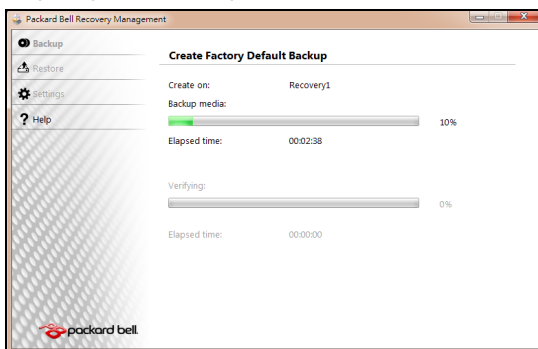 Packard Bell Recovery Management
Backup
Restore
Settings
? Help
Create Factory Default Backup
Create on: Recovery1
Backup media:
10%
Elapsed time: 00:02:38
Verifying:
0%
Elapsed time: 00:00:00
packard bell.